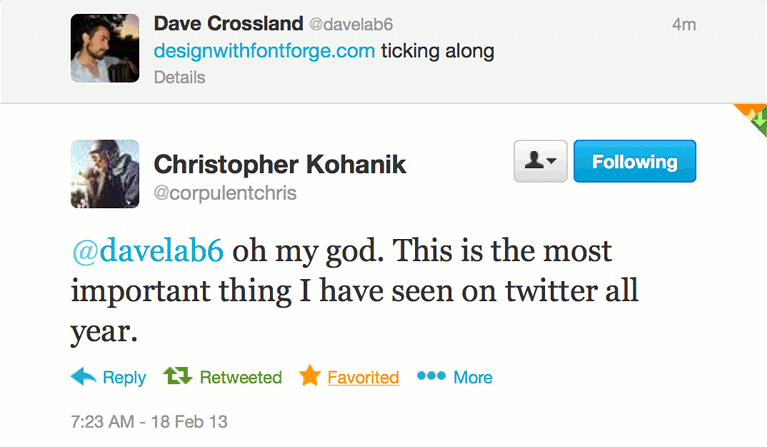 Dave Crossland @davelab6 4m
designwithfontforge.com ticking along
Details
Christopher Kohanik
@corpulentchris
Following
@davelab6 oh my god. This is the most
important thing I have seen on twitter all
year.
Reply Retweeted Favorited More
7:23 AM - 18 Feb 13